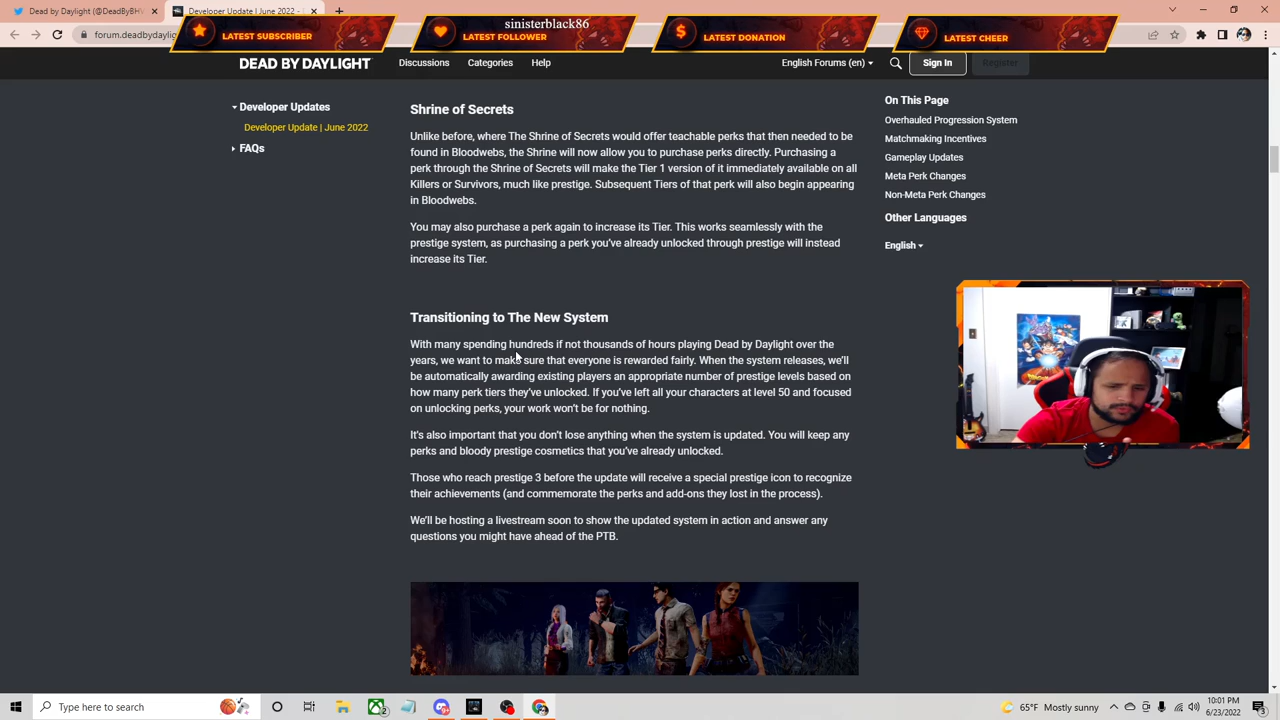 Dead by Daylight (@DeadByH
June 2022 -
sinisterblack86
LATEST SUBSCRIBER
LATEST FOLLOWER
LATEST DONATION
LATEST CHEER
forum.deadbydaylig
DEAD BY DAYLIGHT
Discussions
Categories
Help
English Forums (en)
Sign In
Register
Developer Updates
Developer Update | June 2022
FAQs
Shrine of Secrets
Unlike before, where The Shrine of Secrets would offer teachable perks that then needed to be
found in Bloodwebs, the Shrine will now allow you to purchase perks directly. Purchasing a
perk through the Shrine of Secrets will make the Tier 1 version of it immediately available on all
Killers or Survivors, much like prestige. Subsequent Tiers of that perk will also begin appearing
in Bloodwebs.
You may also purchase a perk again to increase its Tier. This works seamlessly with the
prestige system, as purchasing a perk you've already unlocked through prestige will instead
increase its Tier.
Transitioning to The New System
With many spending hundreds if not thousands of hours playing Dead by Daylight over the
years, we want to make sure that everyone is rewarded fairly. When the system releases, we'll
be automatically awarding existing players an appropriate number of prestige levels based on
how many perk tiers they've unlocked. If you've left all your characters at level 50 and focused
on unlocking perks, your work won't be for nothing.
It's also important that you don't lose anything when the system is updated. You will keep any
perks and bloody prestige cosmetics that you've already unlocked.
Those who reach prestige 3 before the update will receive a special prestige icon to recognize
their achievements (and commemorate the perks and add-ons they lost in the process).
We'll be hosting a livestream soon to show the updated system in action and answer any
questions you might have ahead of the PTB.
On This Page
Overhauled Progression System
Matchmaking Incentives
Gameplay Updates
Meta Perk Changes
Non-Meta Perk Changes
Other Languages
English
Type here to search
65°F Mostly sunny
10:01 PM
6/23/2022